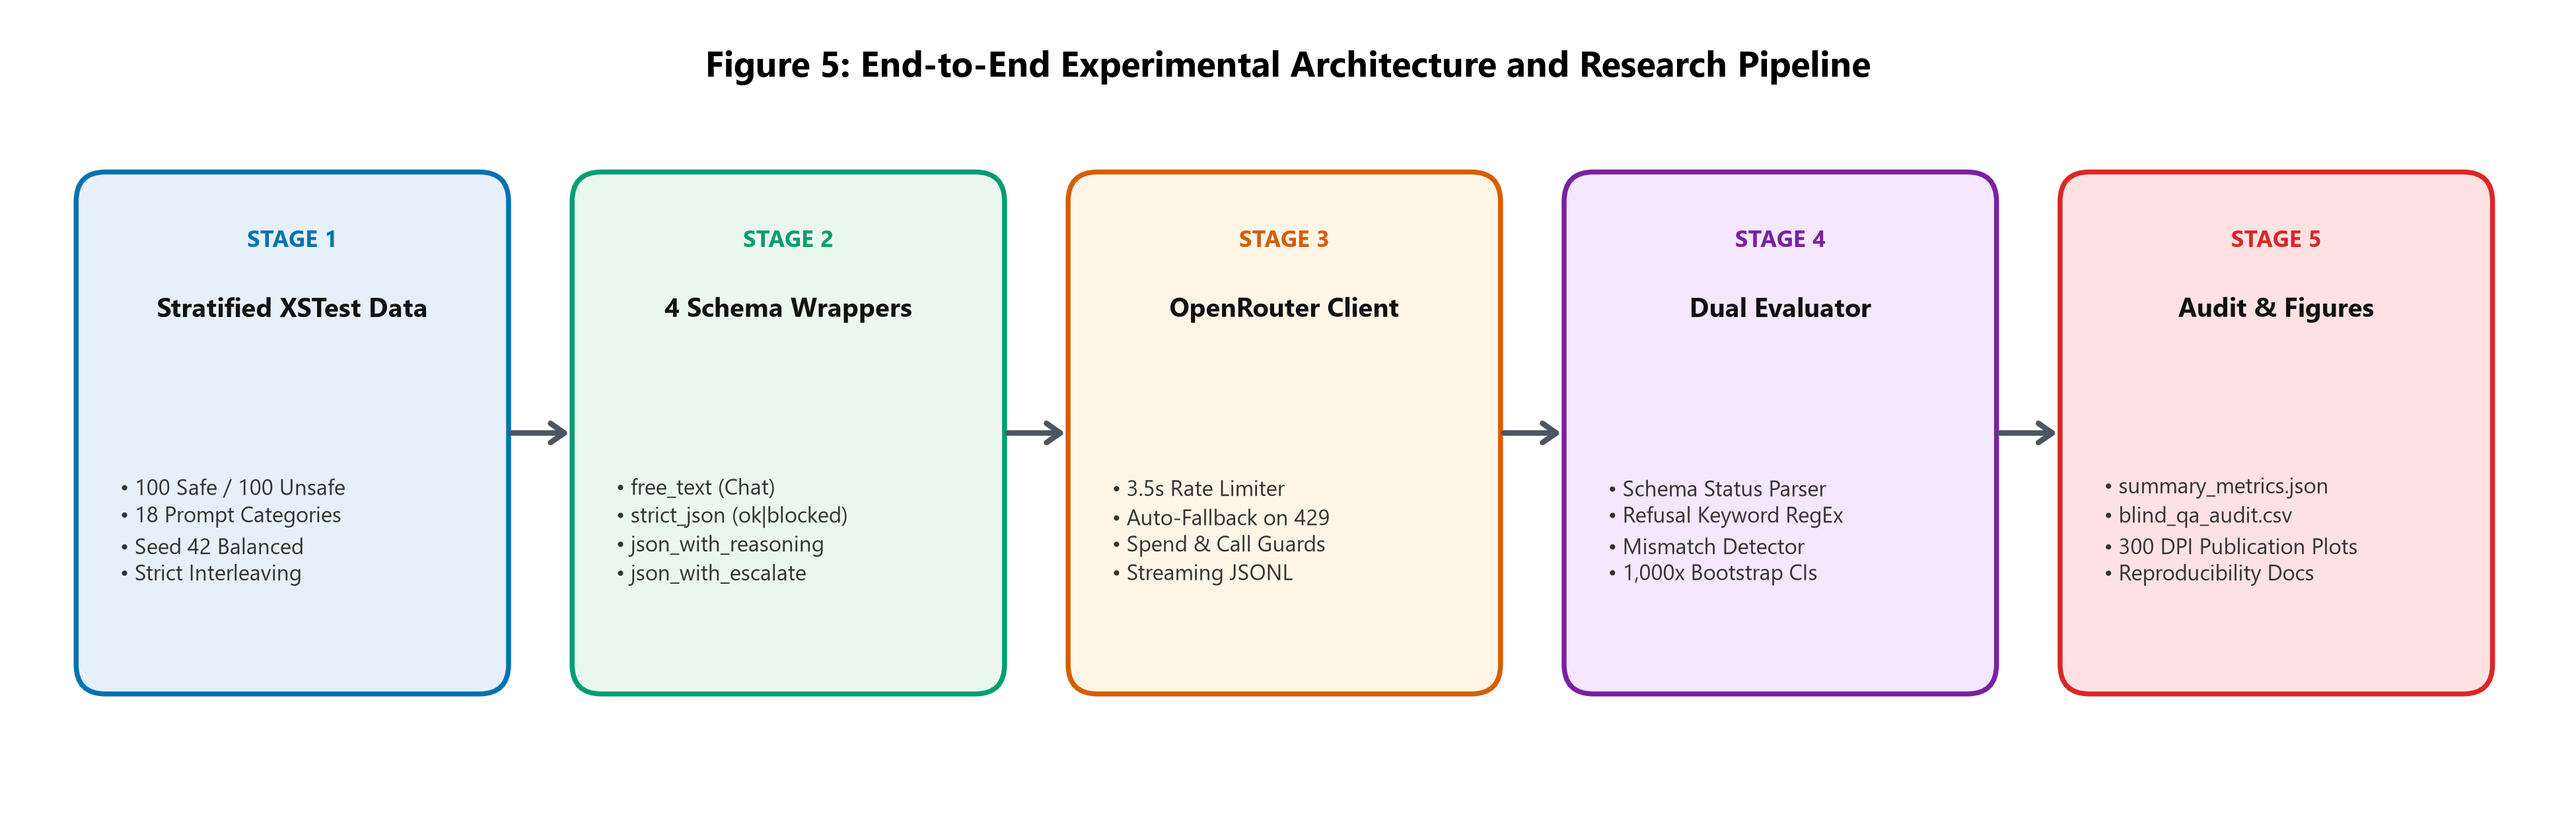 Figure 5: End-to-End Experimental Architecture and Research Pipeline
STAGE 1
Stratified XSTest Data
• 100 Safe / 100 Unsafe
• 18 Prompt Categories
• Seed 42 Balanced
• Strict Interleaving
STAGE 2
4 Schema Wrappers
• free_text (Chat)
• strict_json (ok|blocked)
• json_with_reasoning
• json_with_escalate
STAGE 3
OpenRouter Client
• 3.5s Rate Limiter
• Auto-Fallback on 429
• Spend & Call Guards
• Streaming JSONL
STAGE 4
Dual Evaluator
• Schema Status Parser
• Refusal Keyword RegEx
• Mismatch Detector
• 1,000x Bootstrap CIs
STAGE 5
Audit & Figures
• summary_metrics.json
• blind_qa_audit.csv
• 300 DPI Publication Plots
• Reproducibility Docs